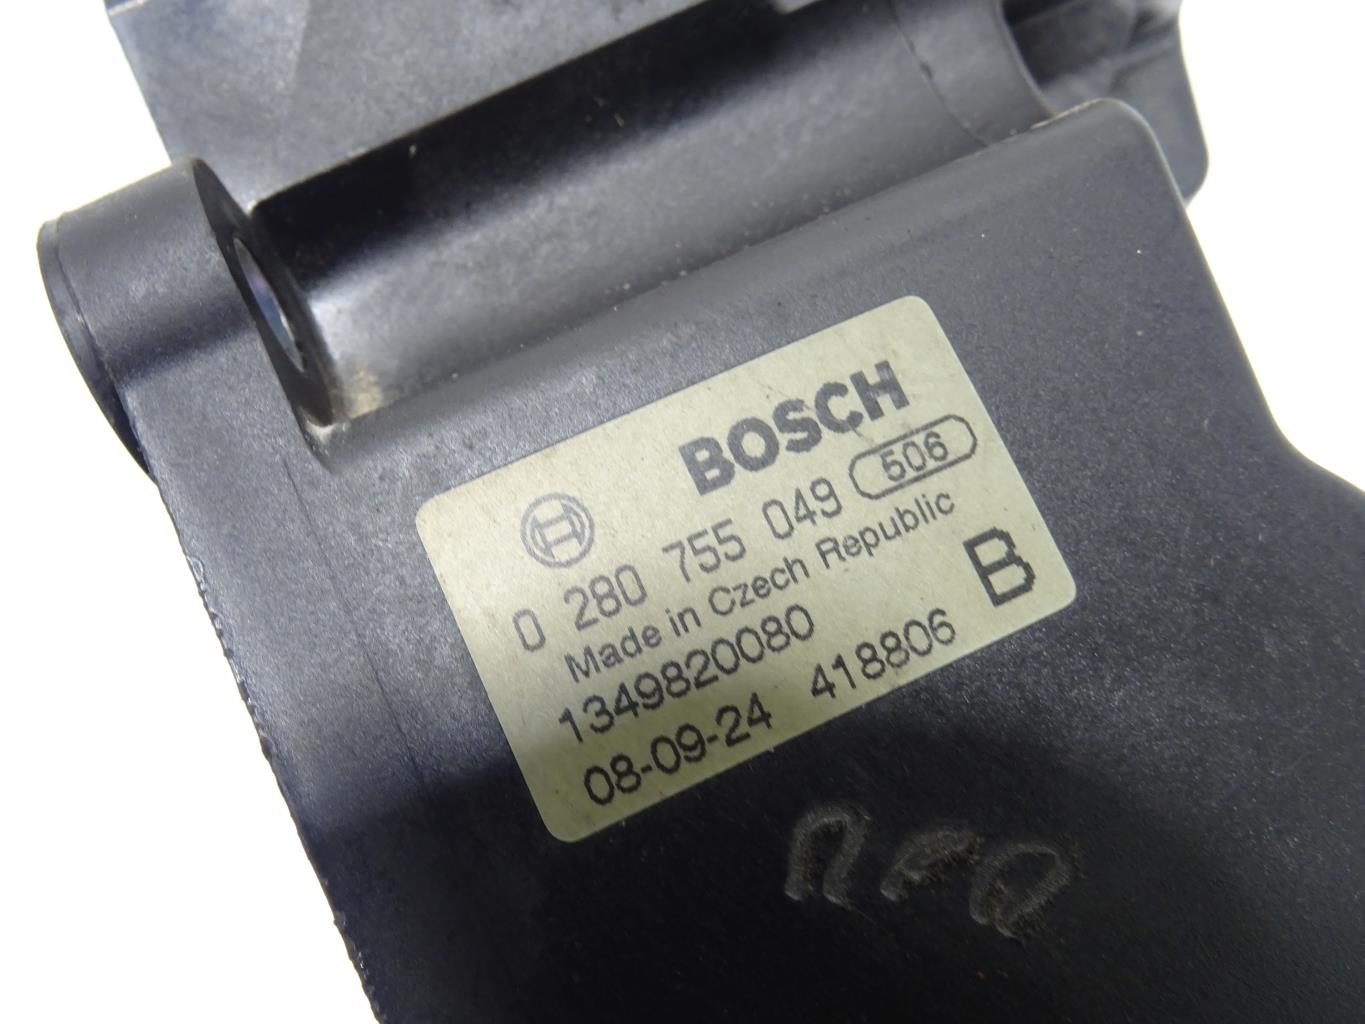 BOSCH
0 280 755 049 506
Made in Czech Republic
1349820080 B
08-09-24 418806